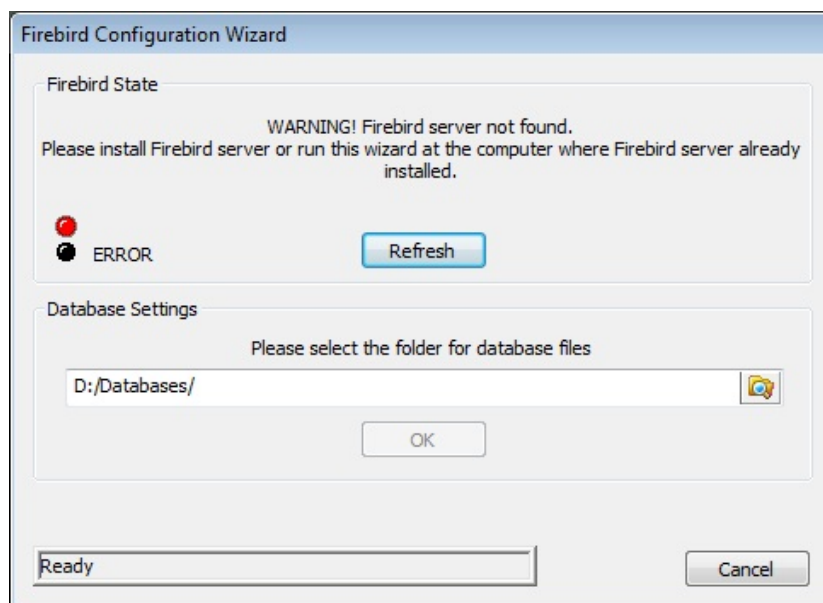 Firebird Configuration Wizard
Firebird State
WARNING! Firebird server not found.
Please install Firebird server or run this wizard at the computer where Firebird server already
installed.
ERROR
Refresh
Database Settings
Please select the folder for database files
D:/Databases/
OK
Ready
Cancel